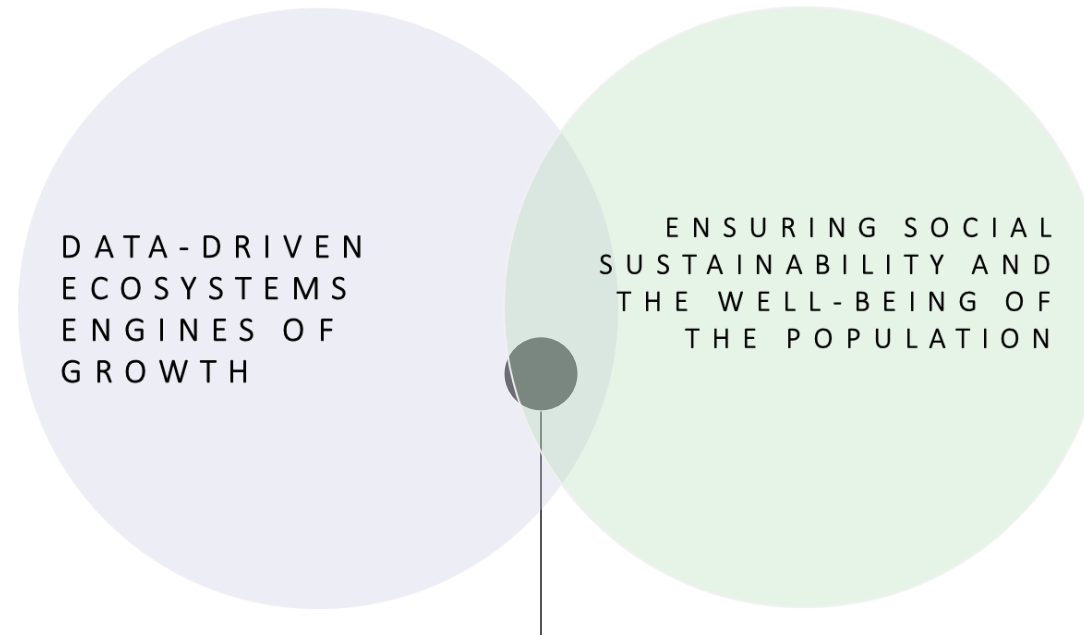 DATA-DRIVEN
ECOSYSTEMS
ENGINES OF
GROWTH
ENSURING SOCIAL
SUSTAINABILITY AND
THE WELL-BEING OF
THE POPULATION